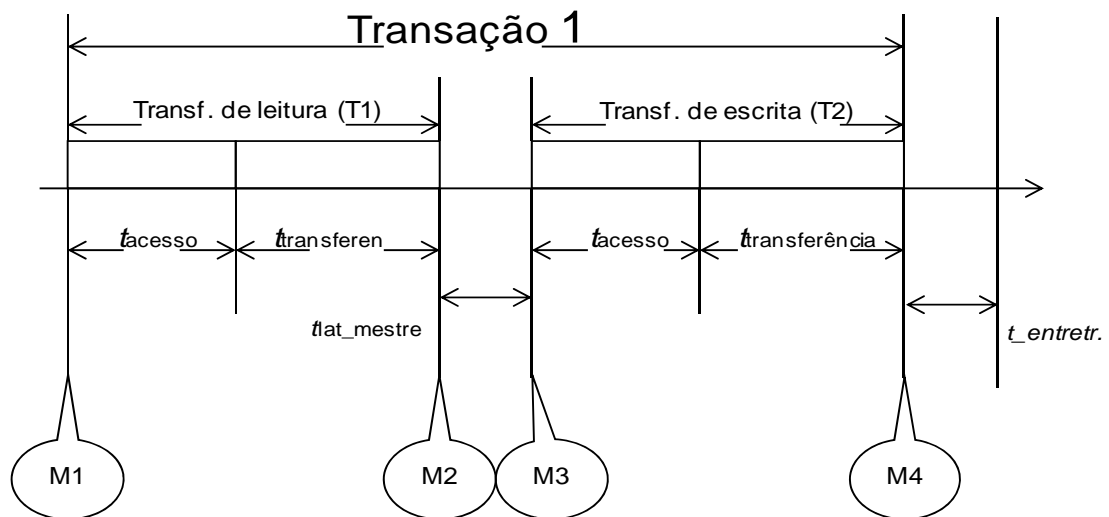 Transação 1
Transf. de leitura (T1)
Transf. de escrita (T2)
tacesso
ttransferen
tacesso
ttransferência
tlat_mestre
t_entretr.
M1
M2
M3
M4